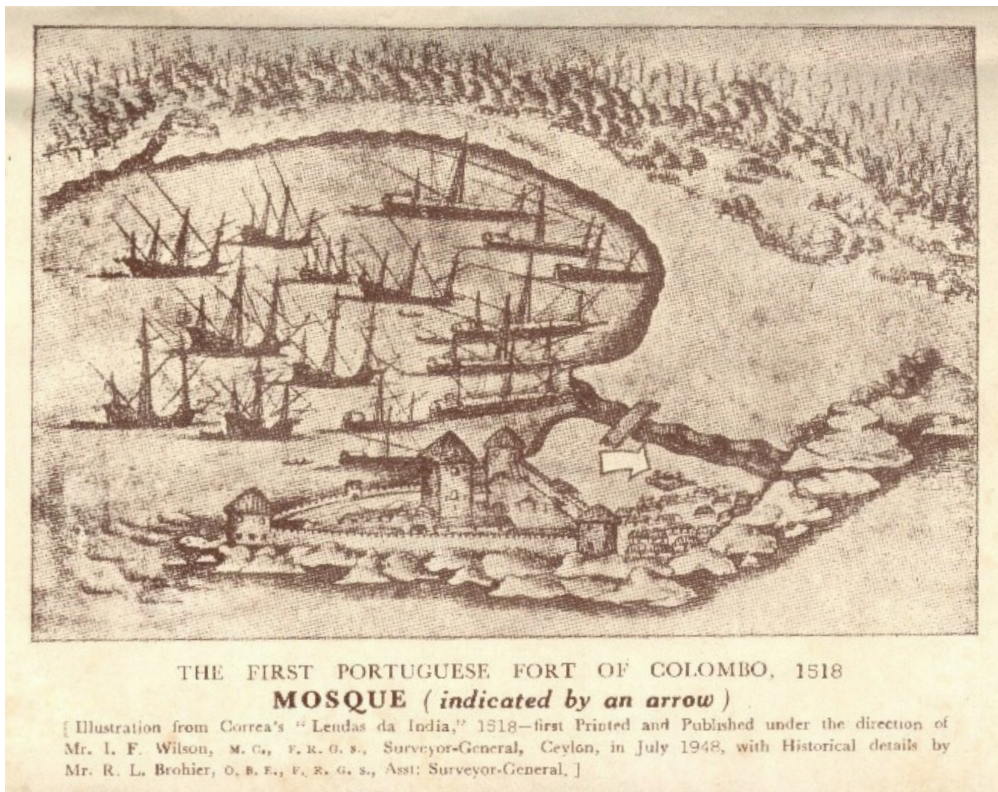 THE FIRST PORTUGUESE FORT OF COLOMBO, 1518
MOSQUE (indicated by an arrow)
[Illustration from Correa's "Lendas da India," 1518—first Printed and Published under the direction of
Mr. I. F. Wilson, M. C., F. R. G. S., Surveyor-General, Ceylon, in July 1948, with Historical details by
Mr. R. L. Brohier, O. B. E., F. R. G. S., Asst: Surveyor-General.]